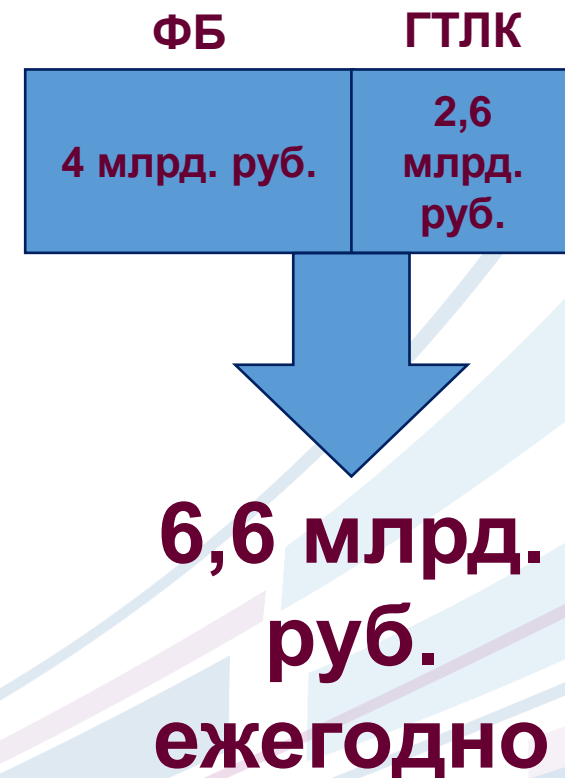 ФБ ГТЛК
4 млрд. руб.
2,6
млрд.
руб.
6,6 млрд.
руб.
ежегодно